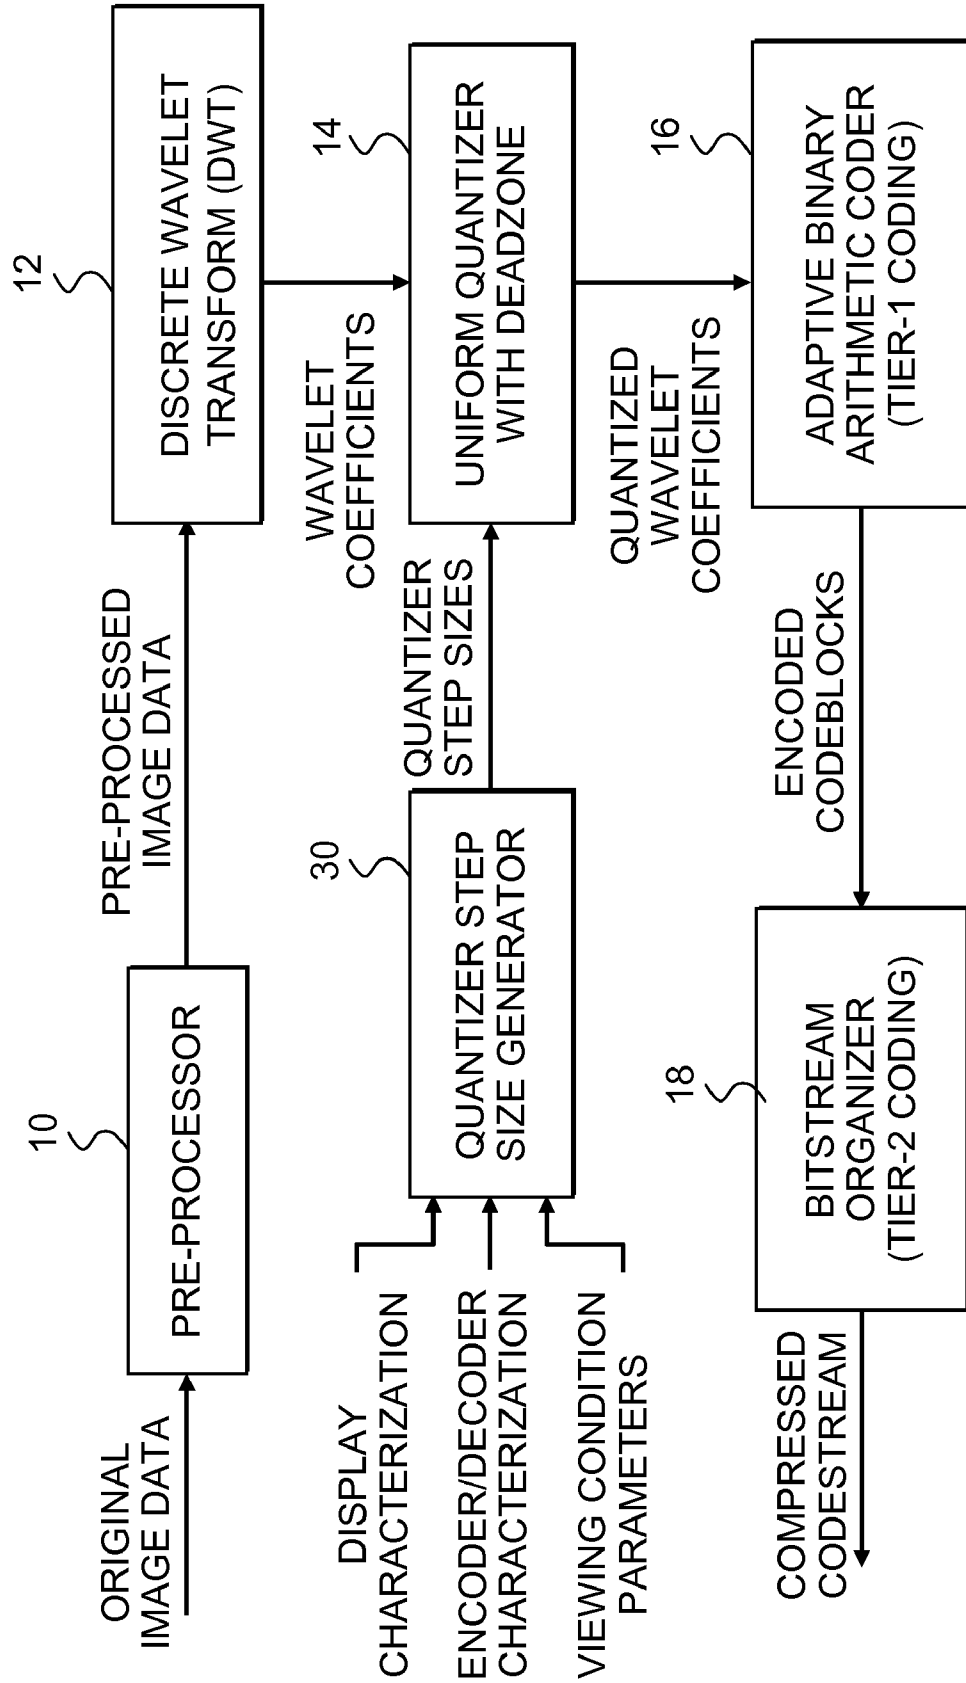 ORIGINAL
IMAGE DATA
10
PRE-PROCESSOR
PRE-PROCESSED
IMAGE DATA
12
DISCRETE WAVELET
TRANSFORM (DWT)
WAVELET
COEFFICIENTS
DISPLAY
CHARACTERIZATION
ENCODER/DECODER
CHARACTERIZATION
VIEWING CONDITION
PARAMETERS
30
QUANTIZER STEP
SIZE GENERATOR
QUANTIZER
STEP SIZES
14
UNIFORM QUANTIZER
WITH DEADZONE
QUANTIZED
WAVELET
COEFFICIENTS
16
ADAPTIVE BINARY
ARITHMETIC CODER
(TIER-1 CODING)
ENCODED
CODEBLOCKS
18
BITSTREAM
ORGANIZER
(TIER-2 CODING)
COMPRESSED
CODESTREAM